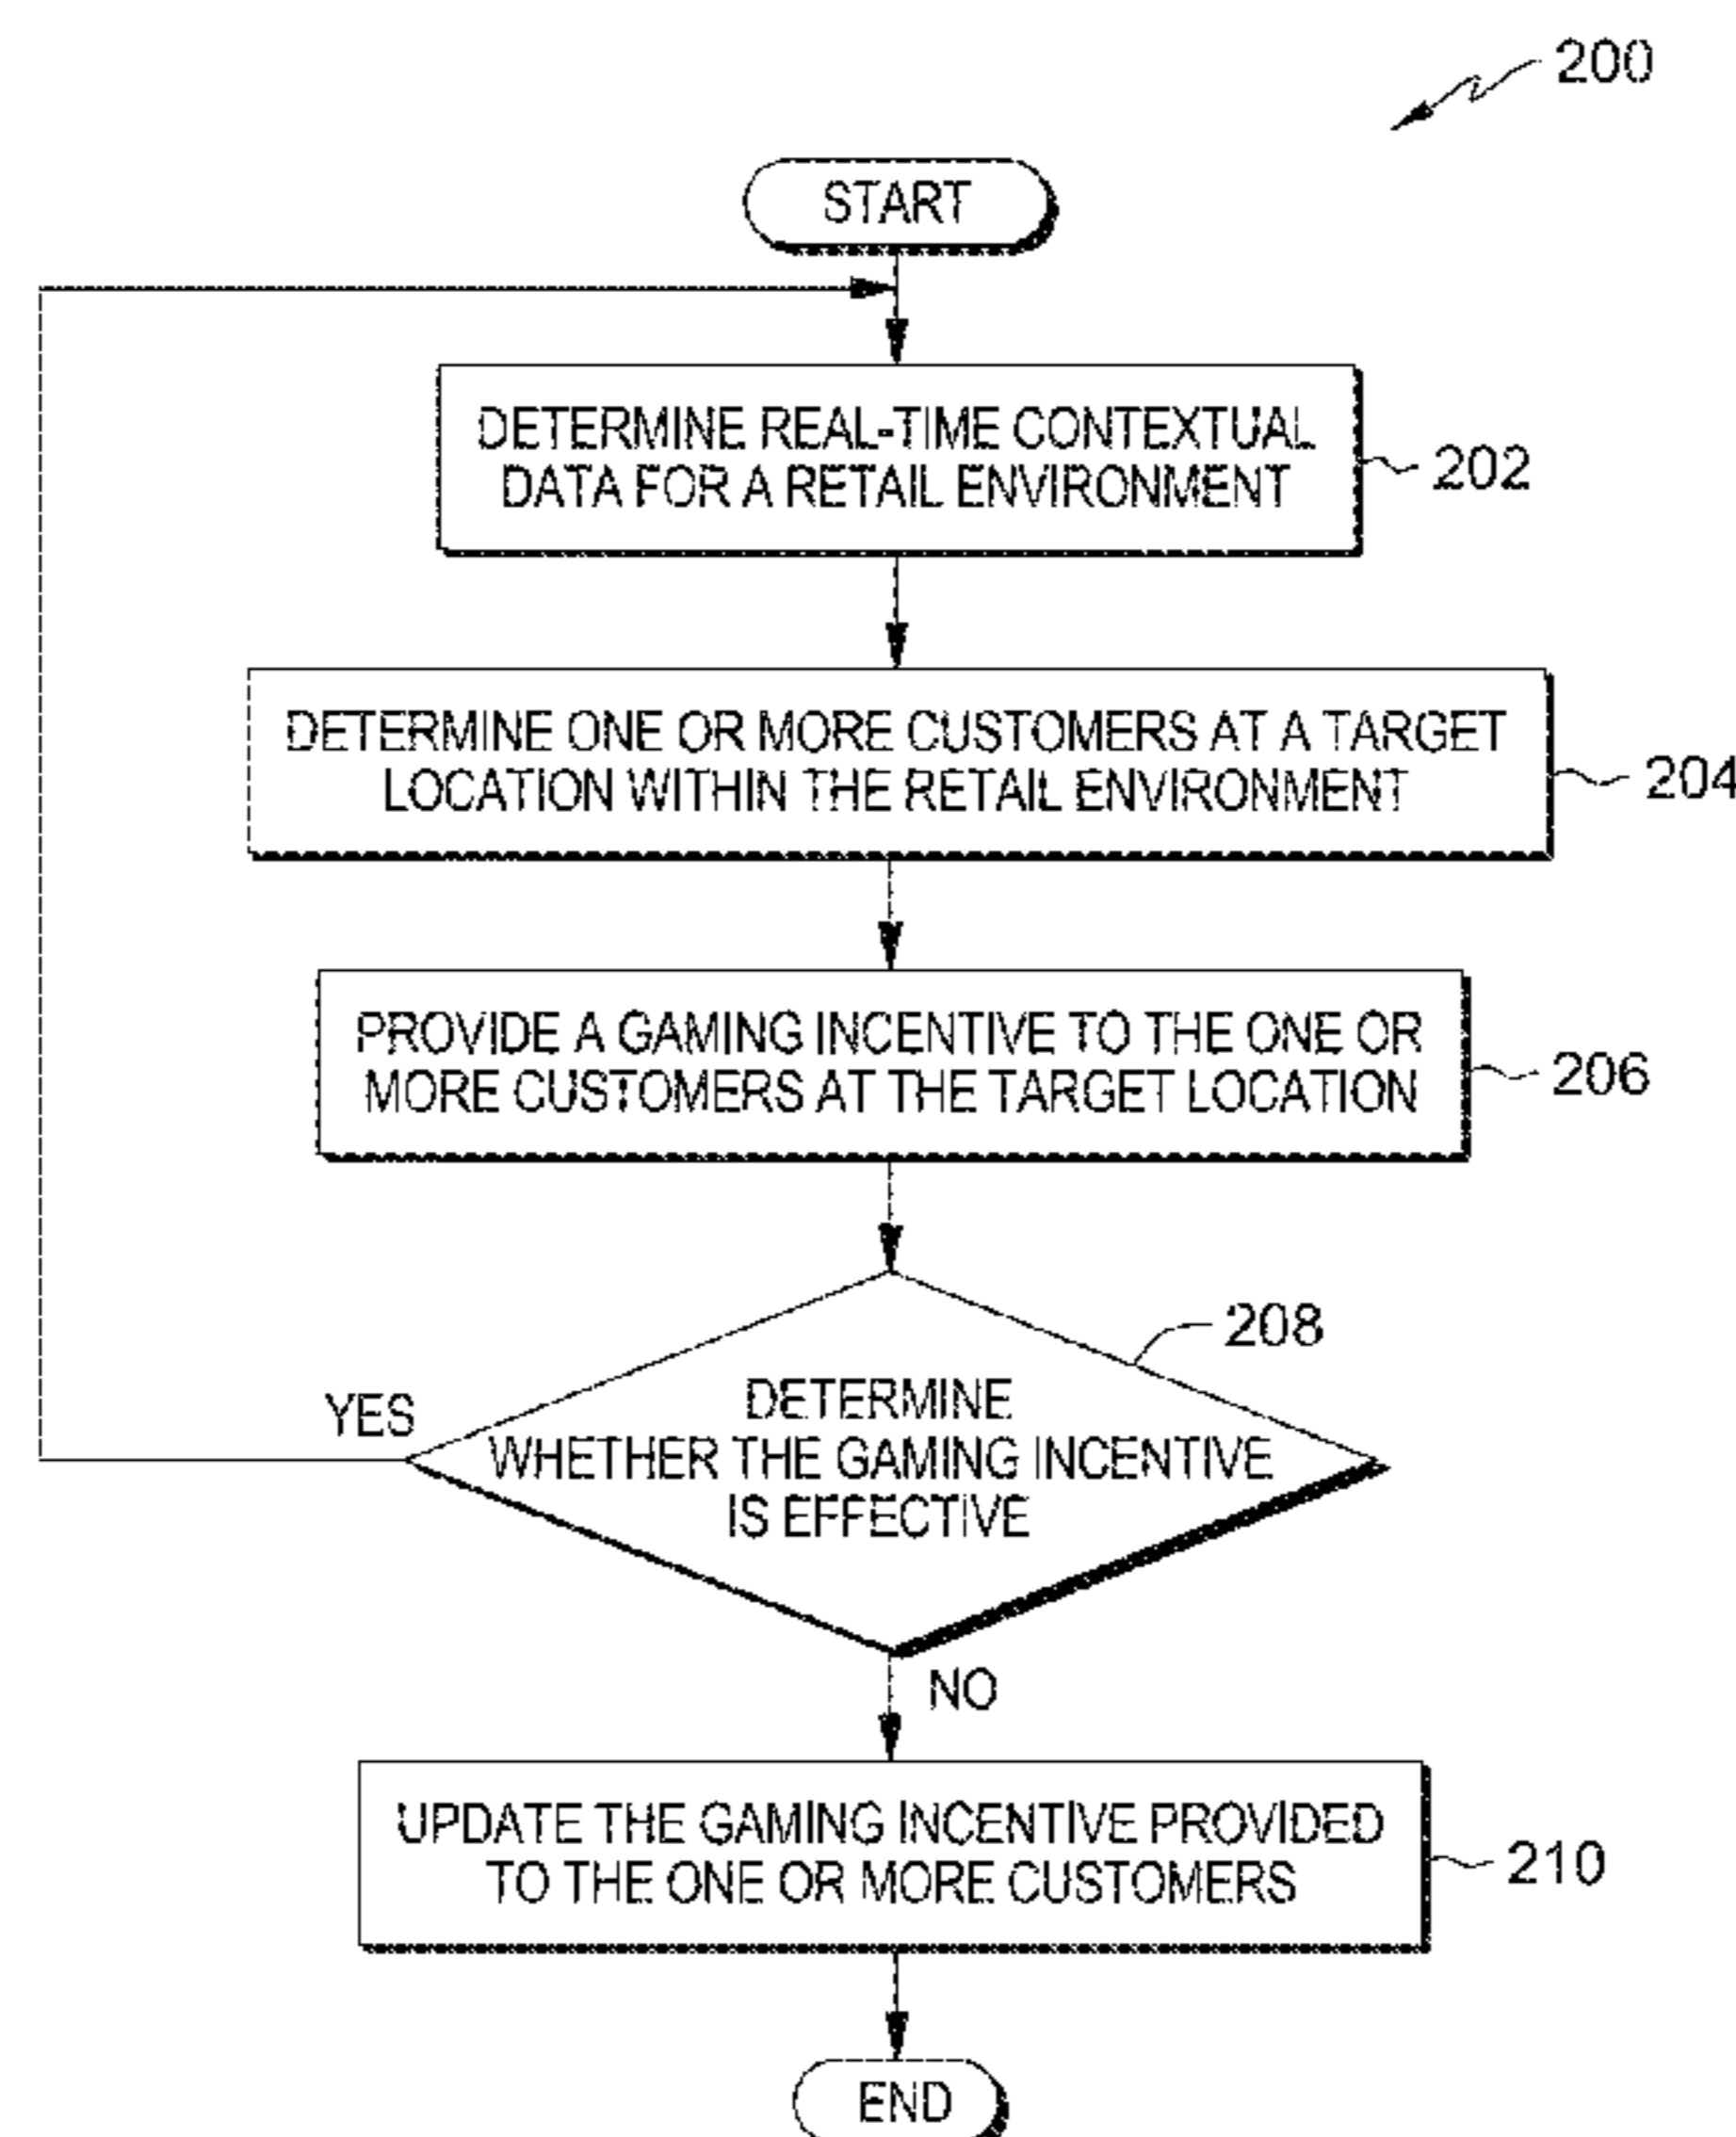 200
START
DETERMINE REAL-TIME CONTEXTUAL
DATA FOR A RETAIL ENVIRONMENT
202
DETERMINE ONE OR MORE CUSTOMERS AT A TARGET
LOCATION WITHIN THE RETAIL ENVIRONMENT
204
PROVIDE A GAMING INCENTIVE TO THE ONE OR
MORE CUSTOMERS AT THE TARGET LOCATION
206
208
DETERMINE
WHETHER THE GAMING INCENTIVE
IS EFFECTIVE
YES
NO
UPDATE THE GAMING INCENTIVE PROVIDED
TO THE ONE OR MORE CUSTOMERS
210
END